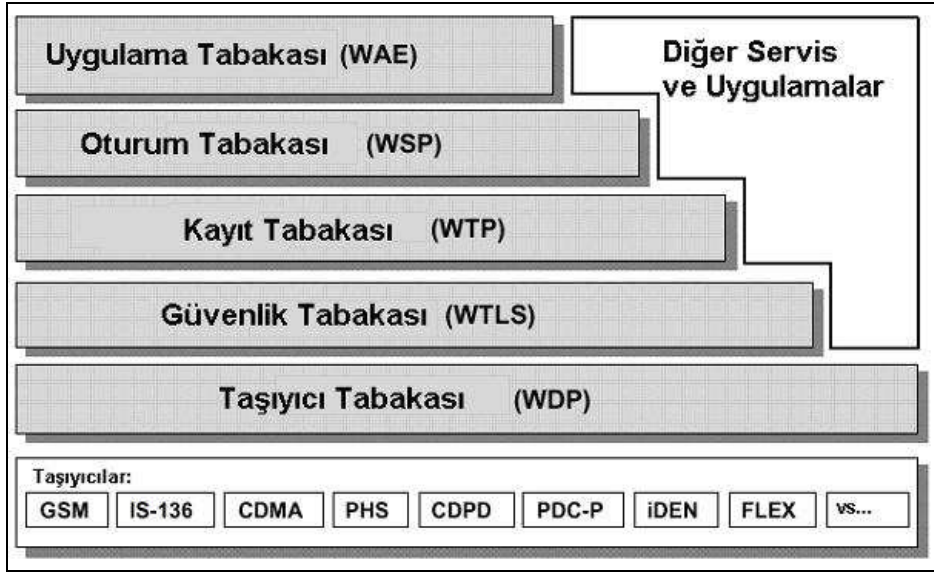 Uygulama Tabakası (WAE)
Diğer Servis
ve Uygulamalar
Oturum Tabakası (WSP)
Kayıt Tabakası (WTP)
Güvenlik Tabakası (WTLS)
Taşıyıcı Tabakası (WDP)
Taşıyıcılar:
GSM IS-136 CDMA PHS CDPD PDC-P iDEN FLEX vs...